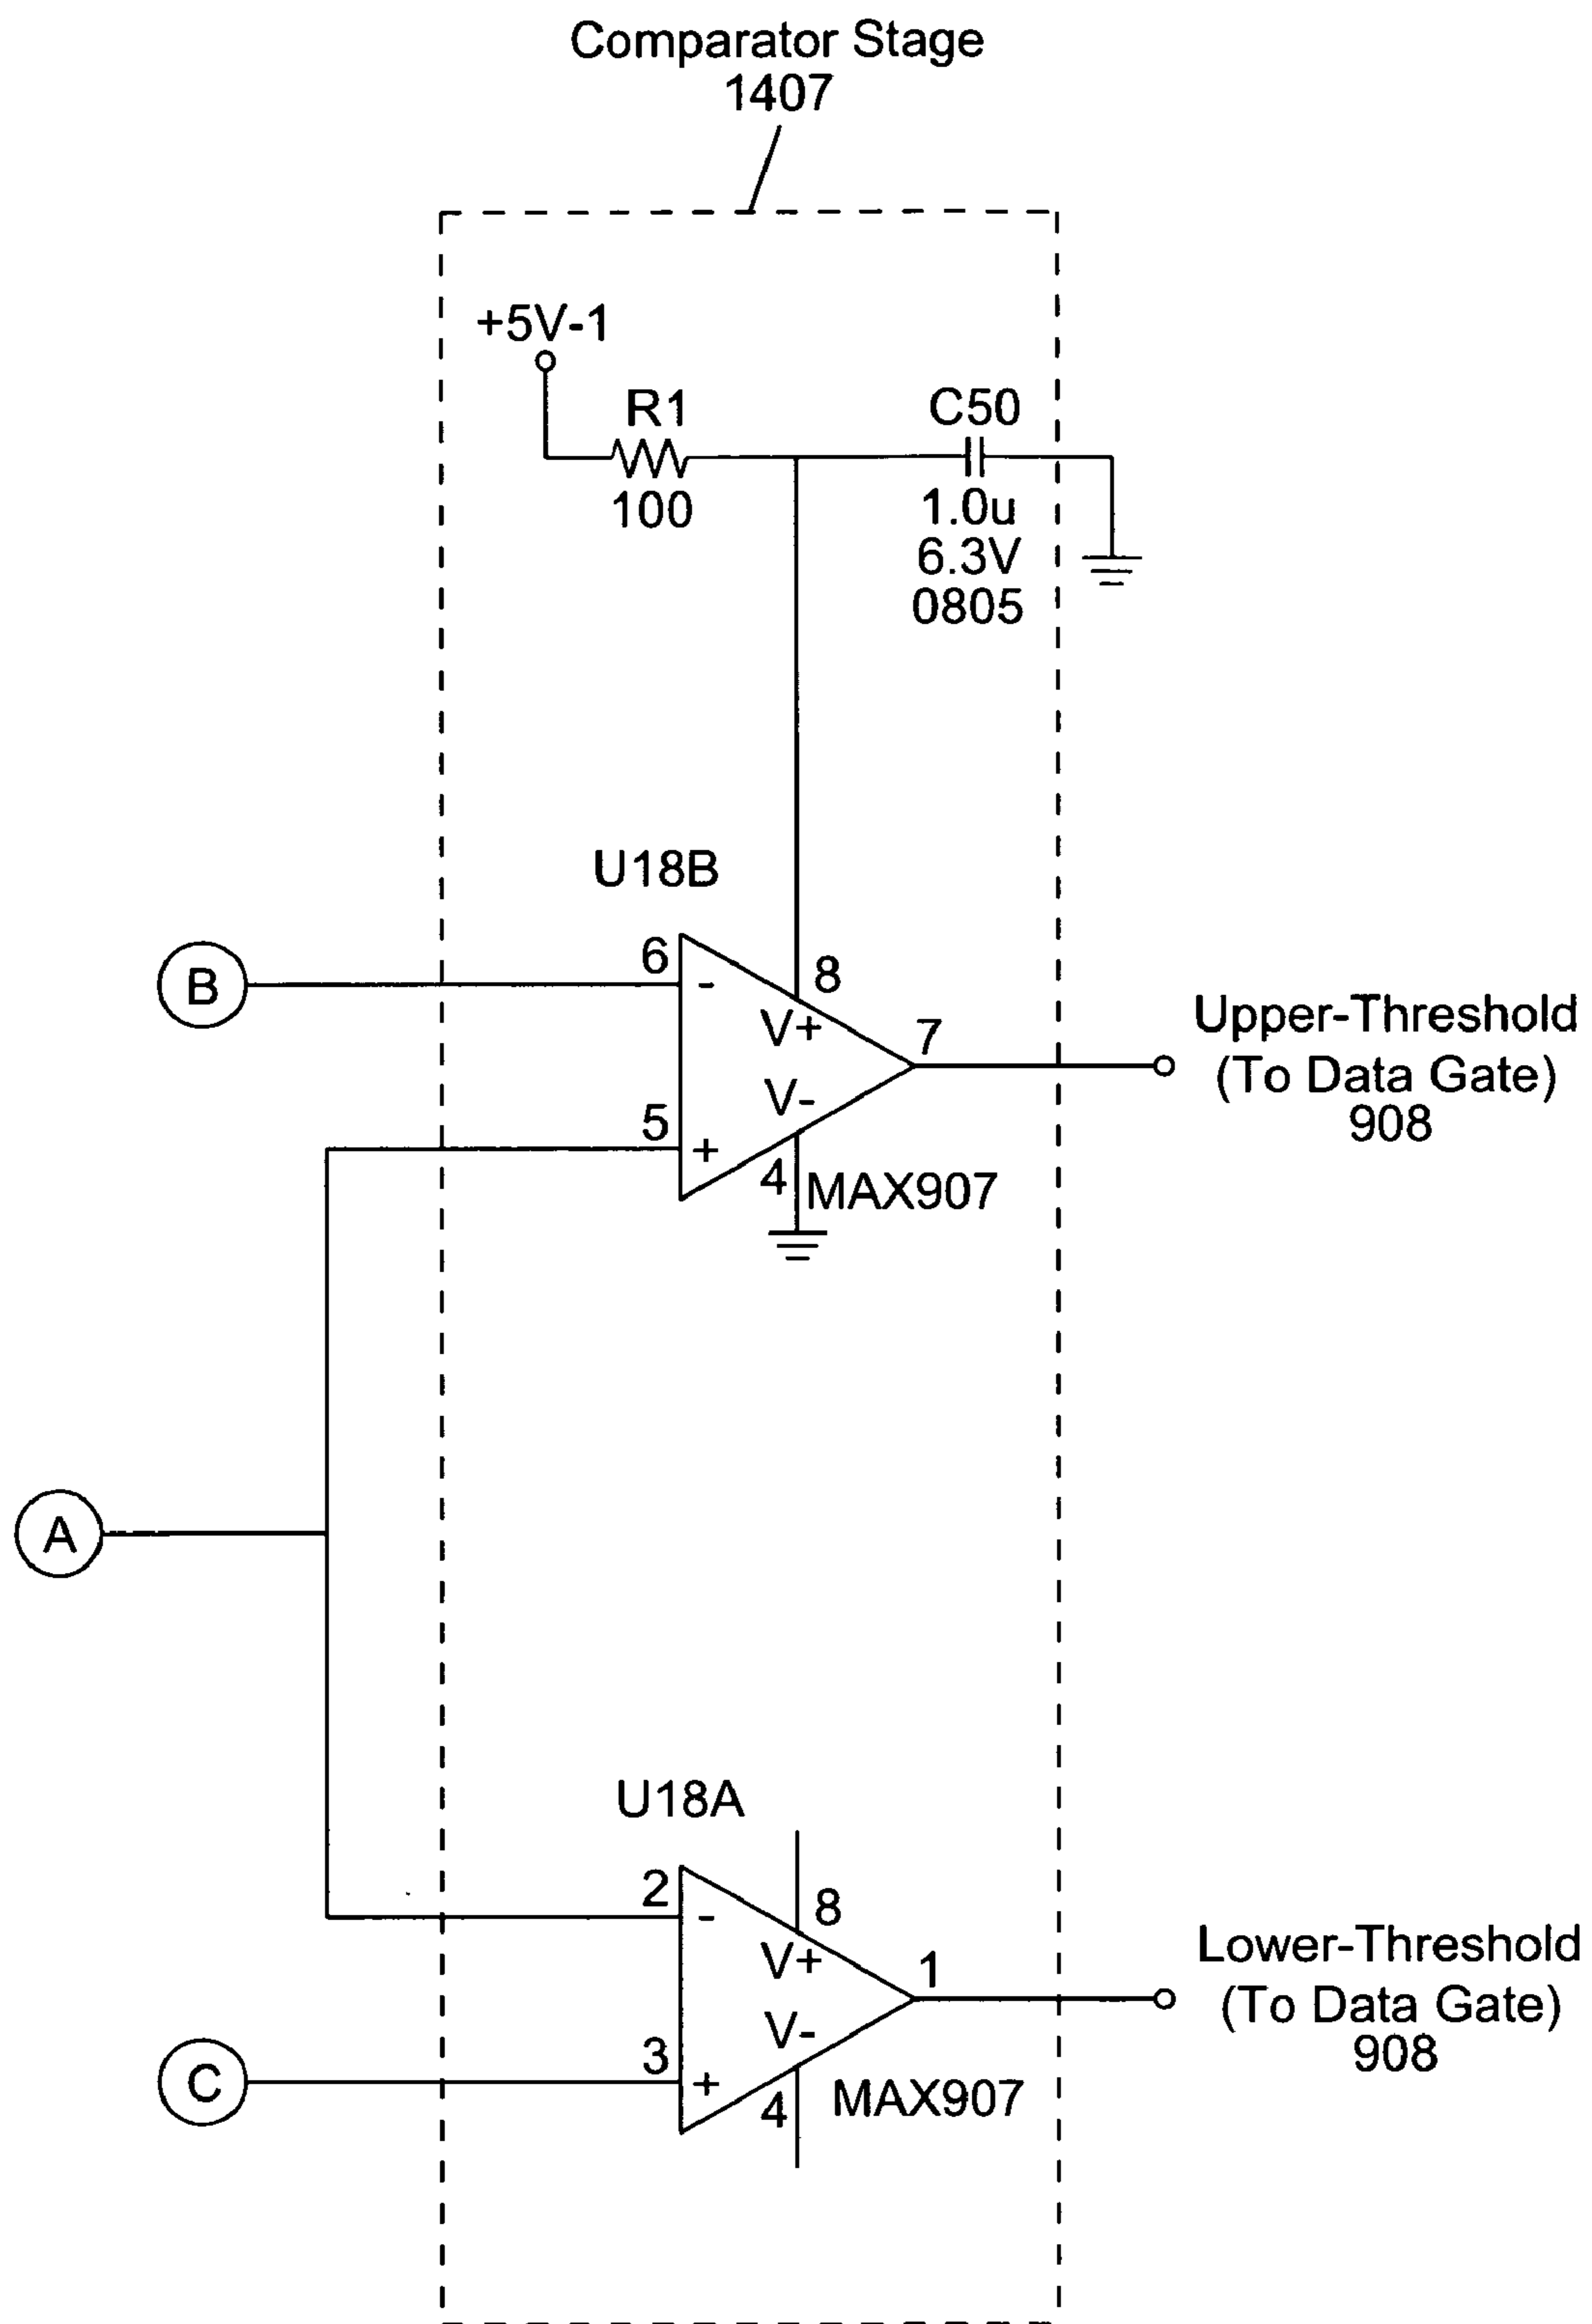 Comparator Stage
1407
+5V-1
R1
100
C50
1.0u
6.3V
0805
U18B
B
6
-
8
V+
7
V-
5
+
4
MAX907
Upper-Threshold
(To Data Gate)
908
A
U18A
2
-
8
V+
1
V-
3
+
4
MAX907
C
Lower-Threshold
(To Data Gate)
908